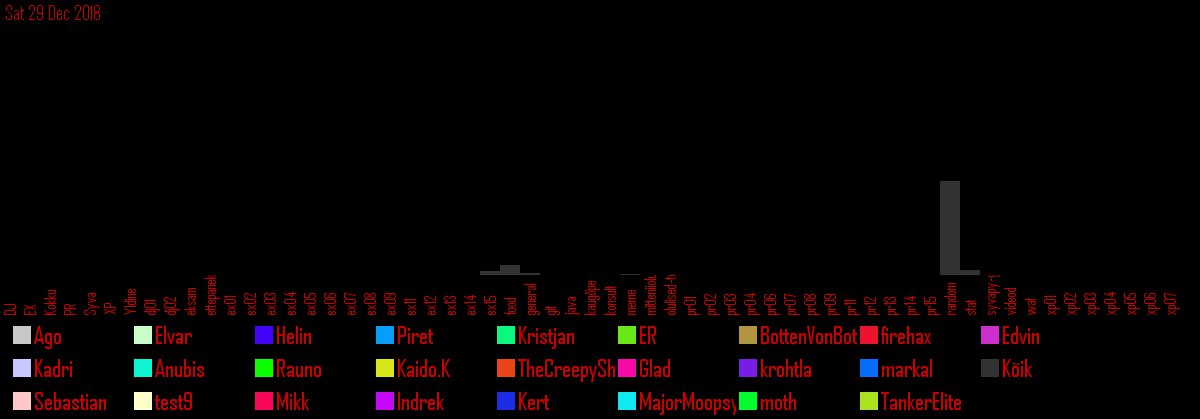 Sat 29 Dec 2018
DJ EX Kokku PR Syva XP Yldine dj01 dj02 eksam ettepanek ex01 ex02 ex03 ex04 ex05 ex06 ex07 ex08 ex09 ex11 ex12 ex13 ex14 ex15 food general git java kaugõpe konsult meme mitteniiolu. olulised-h pr01 pr02 pr03 pr04 pr06 pr07 pr08 pr09 pr11 pr12 pr13 pr14 pr15 random stat syvapy-g videod wat xp01 xp02 xp03 xp04 xp05 xp06 xp07
Ago Elvar Helin Piret Kristjan ER BottenVonBot firehax Edvin
Kadri Anubis Rauno Kaido.K TheCreepySh Glad krohtla markal Kõik
Sebastian test9 Mikk Indrek Kert MajorMoopsy moth TankerElite